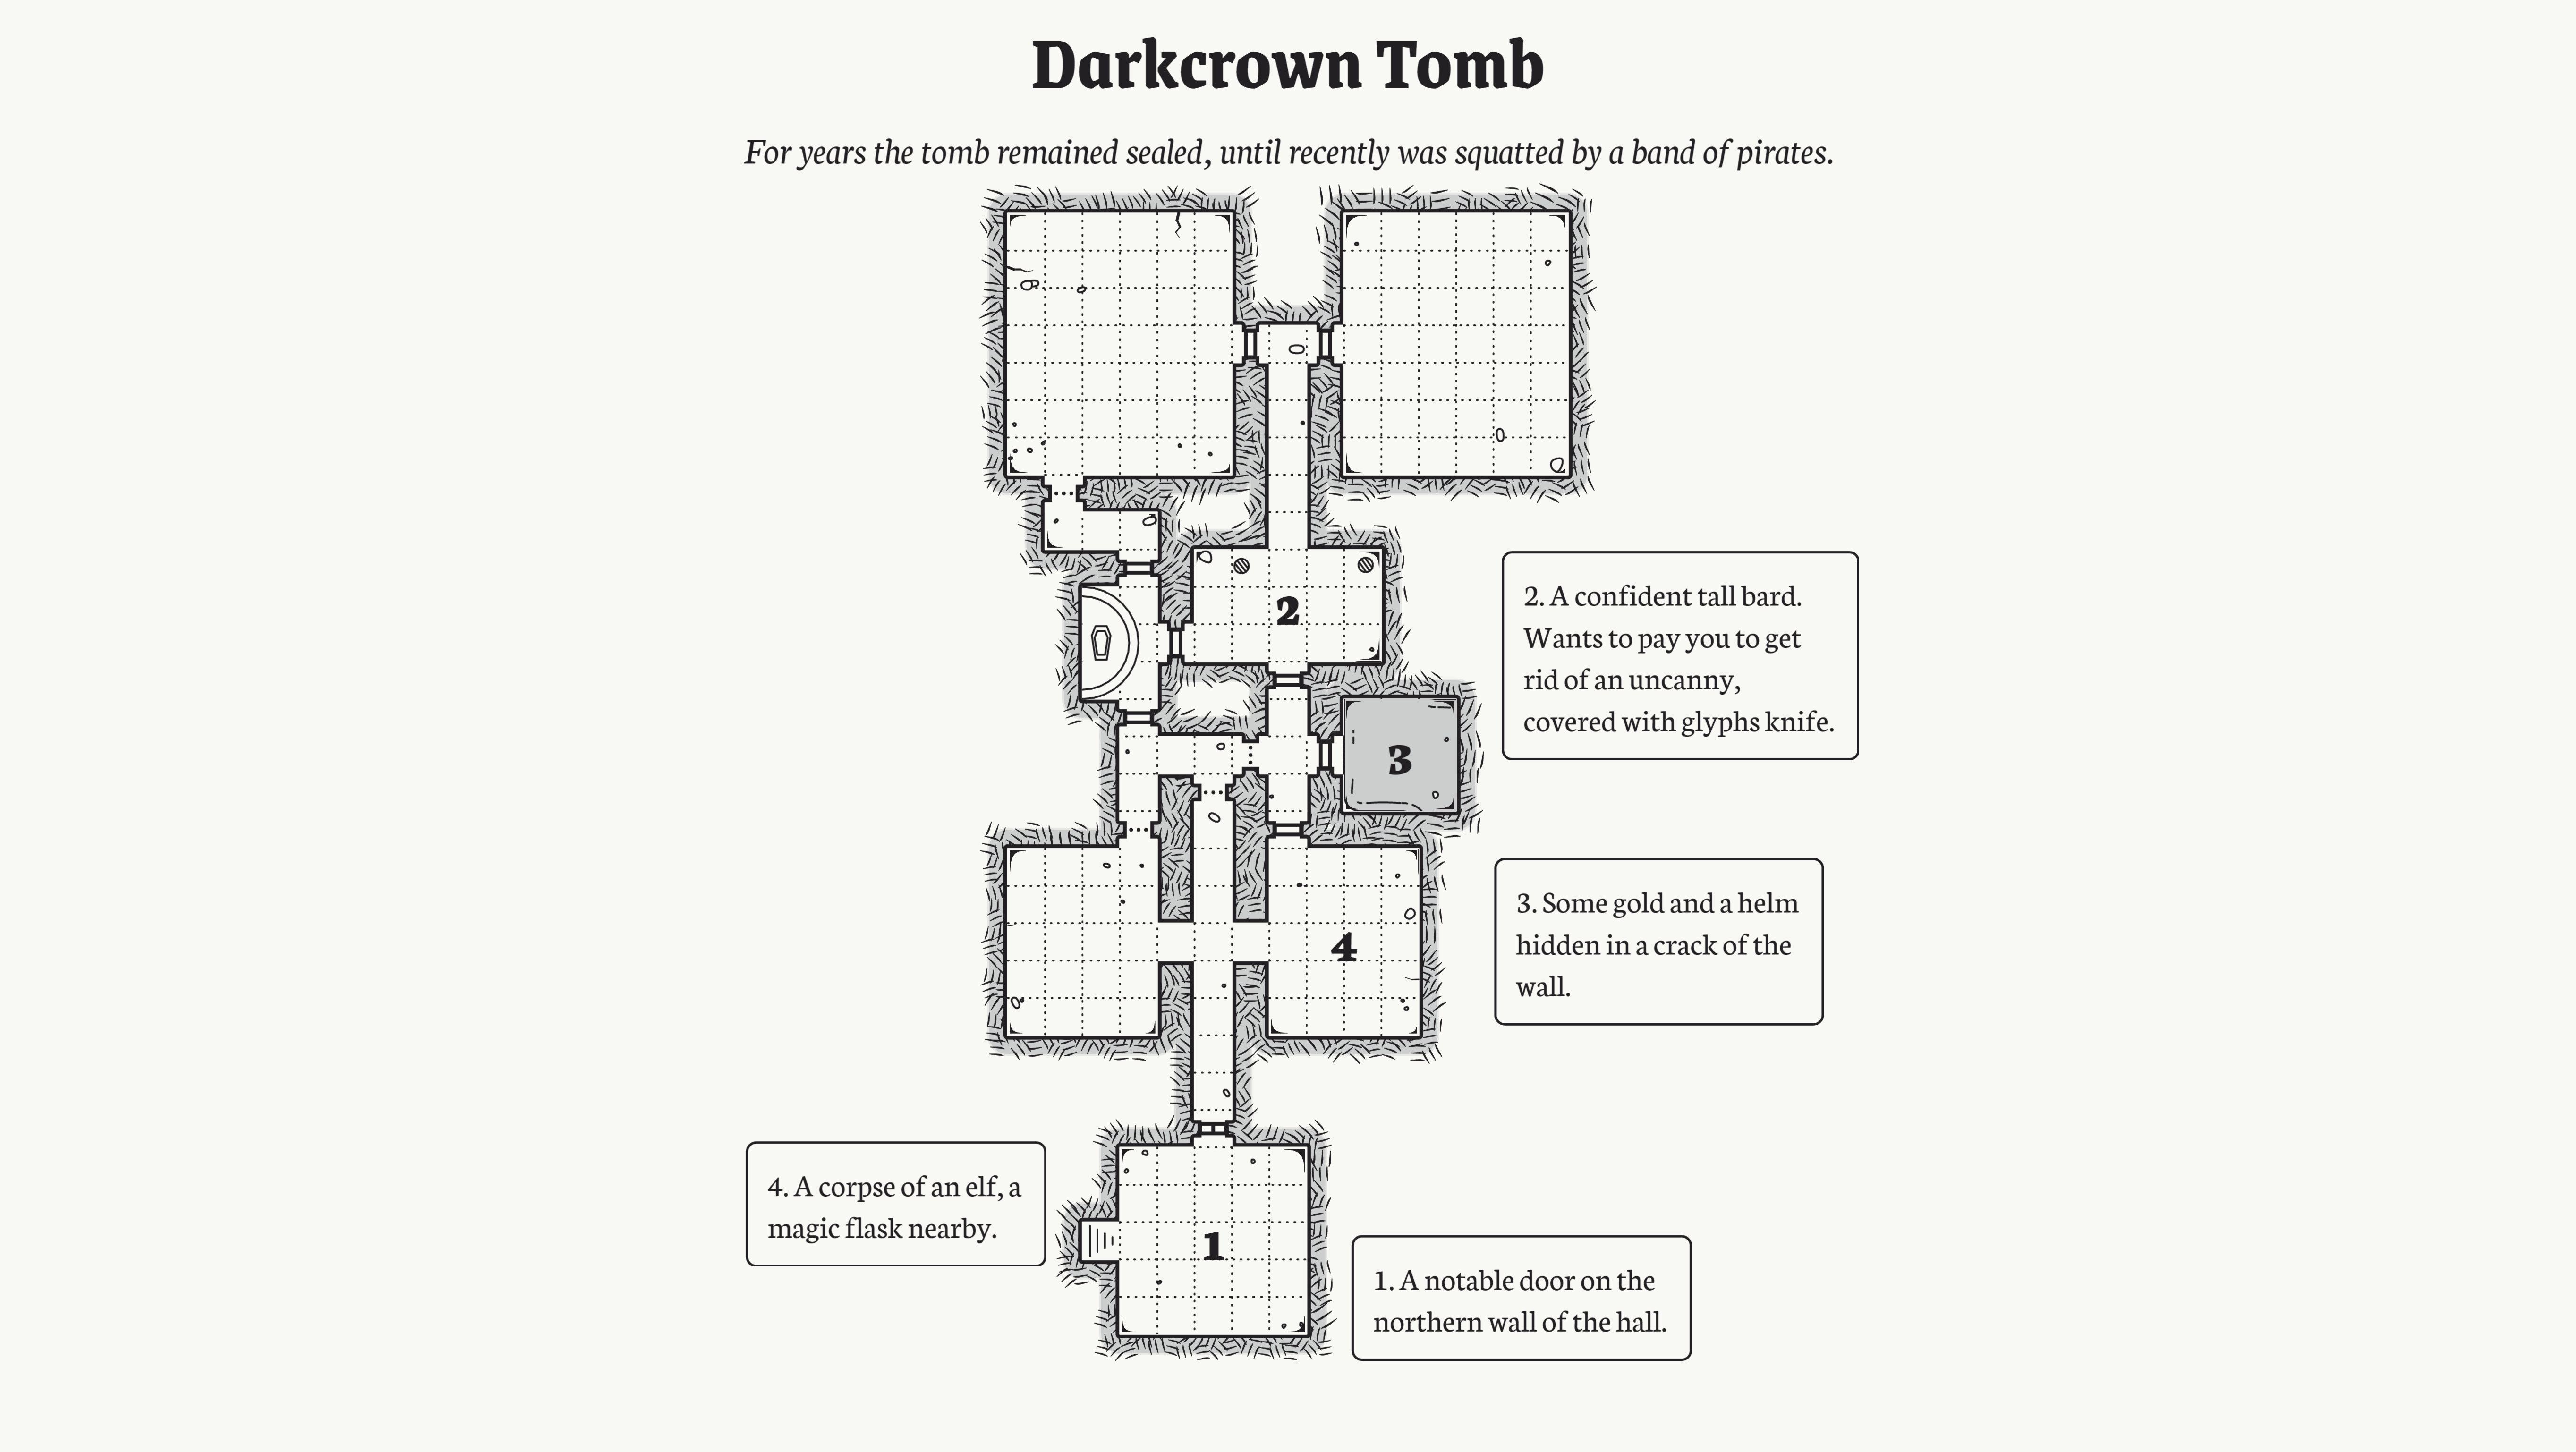 Darkcrown Tomb
For years the tomb remained sealed, until recently was squatted by a band of pirates.
2
2. A confident tall bard.
Wants to pay you to get
rid of an uncanny,
covered with glyphs knife.
3
3. Some gold and a helm
hidden in a crack of the
wall.
4
4. A corpse of an elf, a
magic flask nearby.
1
1. A notable door on the
northern wall of the hall.